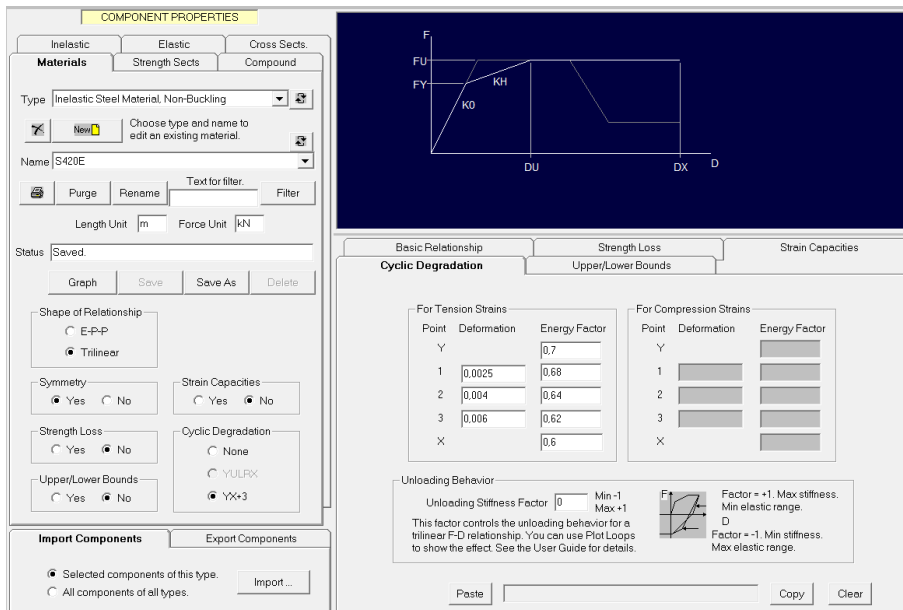 COMPONENT PROPERTIES
Inelastic Elastic Cross Sects.
Materials Strength Sects Compound
Type Inelastic Steel Material, Non-Buckling
New Choose type and name to
edit an existing material.
Name S420E
Text for filter.
Purge Rename Filter
Length Unit m Force Unit kN
Status Saved.
Graph Save Save As Delete
Shape of Relationship
E-P-P
Trilinear
Symmetry
Yes No
Strain Capacities
Yes No
Strength Loss
Yes No
Cyclic Degradation
None
YULRX
YX+3
Upper/Lower Bounds
Yes No
Import Components Export Components
Selected components of this type.
All components of all types.
Import ...
F
FU
FY
KH
K0
DU DX D
Basic Relationship Strength Loss Strain Capacities
Cyclic Degradation Upper/Lower Bounds
For Tension Strains
Point Deformation Energy Factor
Y 0,7
1 0,0025 0,68
2 0,004 0,64
3 0,006 0,62
X 0,6
For Compression Strains
Point Deformation Energy Factor
Y
1
2
3
X
Unloading Behavior
Unloading Stiffness Factor 0 Min -1
Max +1
This factor controls the unloading behavior for a
trilinear F-D relationship. You can use Plot Loops
to show the effect. See the User Guide for details.
F
Factor = +1. Max stiffness.
Min elastic range.
D
Factor = -1. Min stiffness.
Max elastic range.
Paste Copy Clear